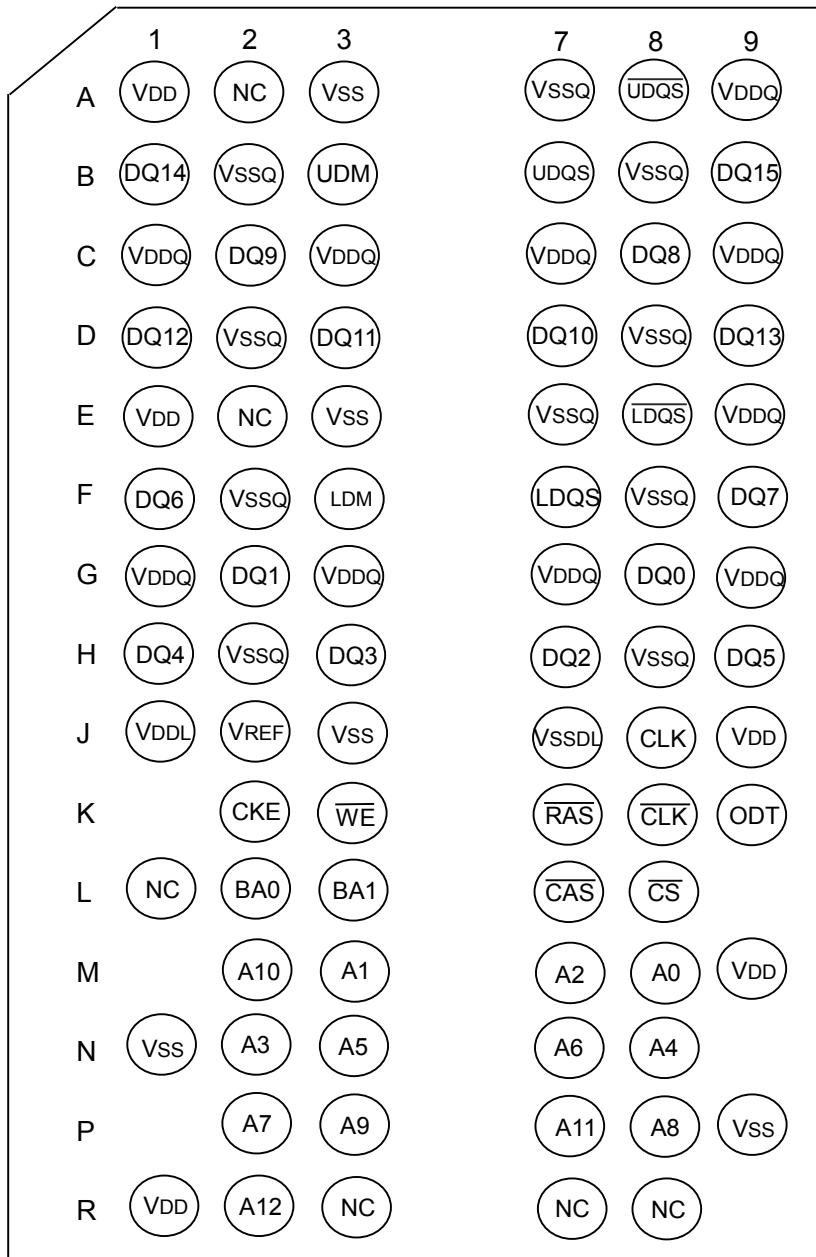 1 2 3 7 8 9
A VDD NC VSS VSSQ UDQS VDDQ
B DQ14 VSSQ UDM UDQS VSSQ DQ15
C VDDQ DQ9 VDDQ VDDQ DQ8 VDDQ
D DQ12 VSSQ DQ11 DQ10 VSSQ DQ13
E VDD NC VSS VSSQ LDQS VDDQ
F DQ6 VSSQ LDM LDQS VSSQ DQ7
G VDDQ DQ1 VDDQ VDDQ DQ0 VDDQ
H DQ4 VSSQ DQ3 DQ2 VSSQ DQ5
J VDDL VREF VSS VSSDL CLK VDD
K CKE WE RAS CLK ODT
L NC BA0 BA1 CAS CS
M A10 A1 A2 A0 VDD
N VSS A3 A5 A6 A4
P A7 A9 A11 A8 VSS
R VDD A12 NC NC NC